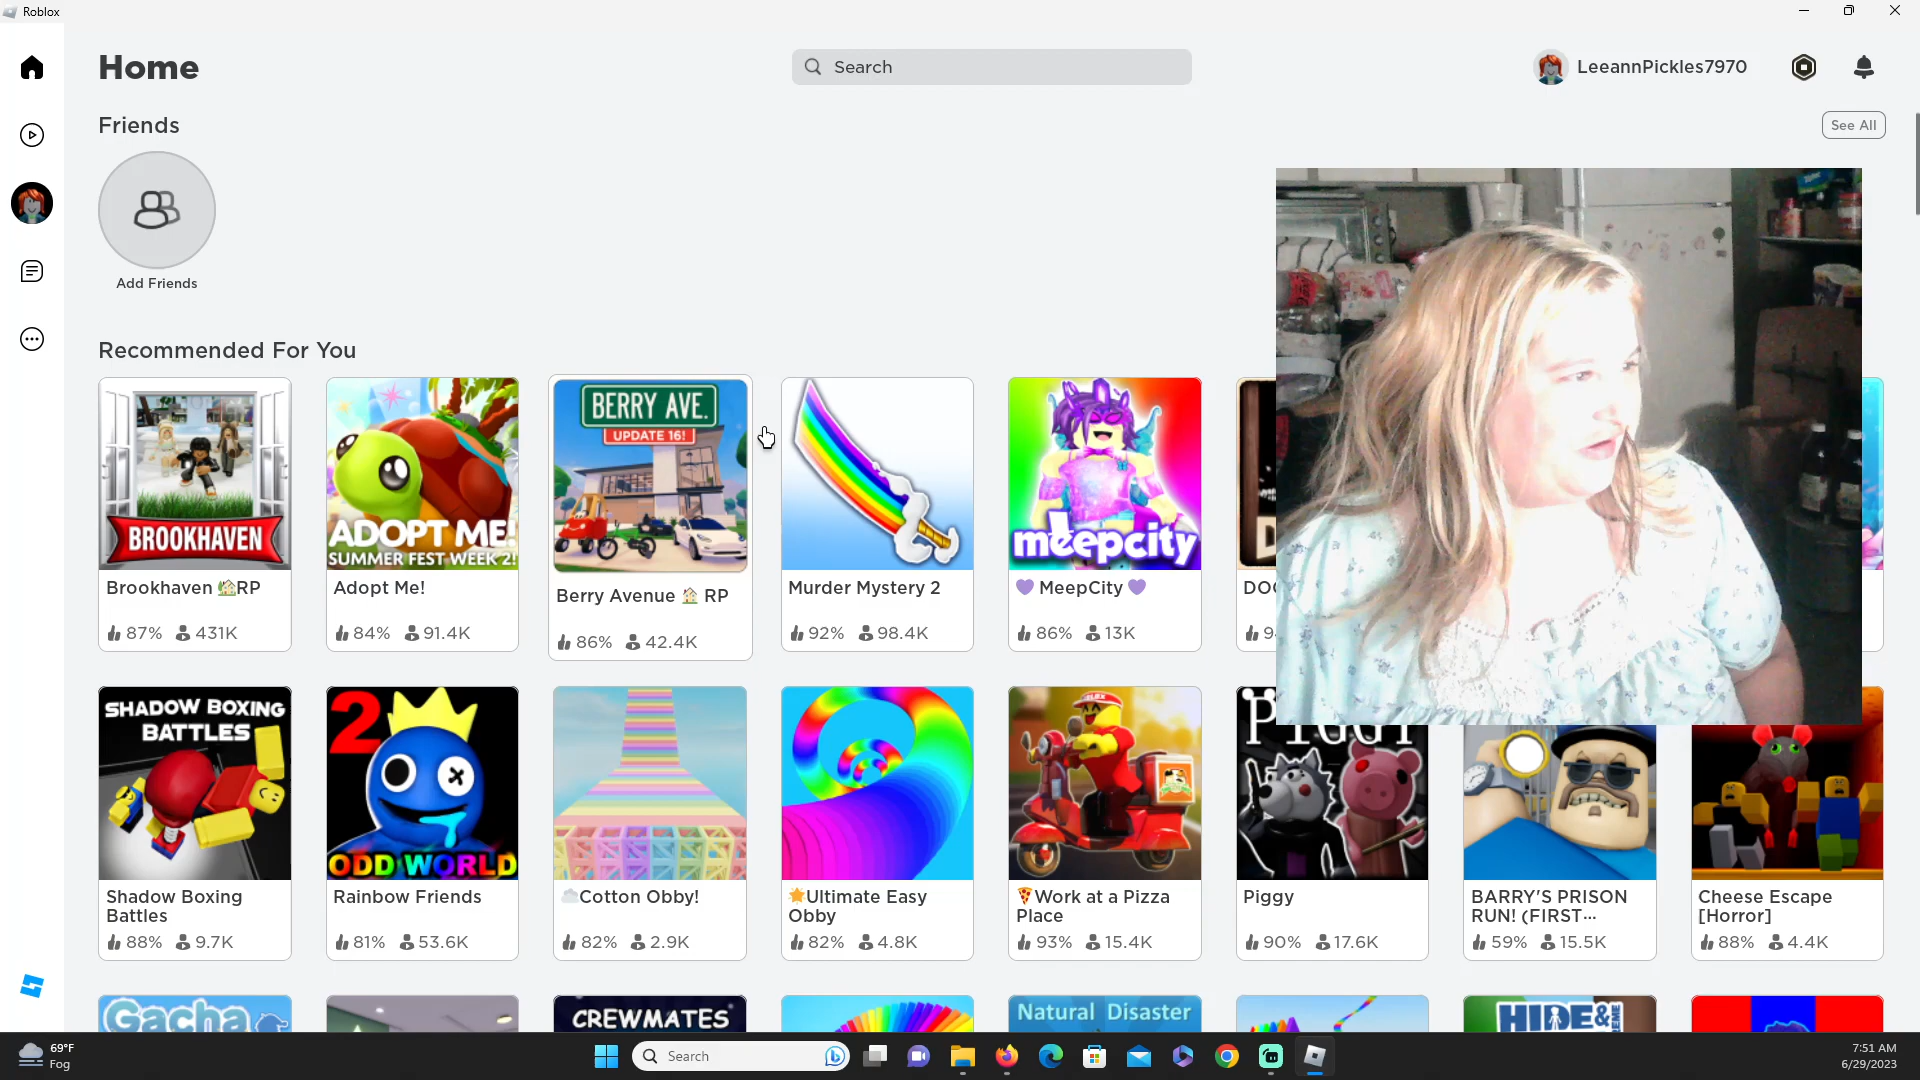 Roblox
Home
Search
LeeannPickles7970
Friends
See All
Add Friends
Recommended For You
BROOKHAVEN
ADOPT ME!
SUMMER FEST WEEK 2!
BERRY AVE.
UPDATE 16!
meepcity
D
Brookhaven 🏡RP
Adopt Me!
Berry Avenue 🏠 RP
Murder Mystery 2
💜 MeepCity 💜
DOO
87% 431K
84% 91.4K
86% 42.4K
92% 98.4K
86% 13K
9
SHADOW BOXING
BATTLES
2
ODD WORLD
PIGGY
Shadow Boxing
Battles
Rainbow Friends
☁️Cotton Obby!
🌟Ultimate Easy
Obby
🍕Work at a Pizza
Place
Piggy
BARRY'S PRISON
RUN! (FIRST...
Cheese Escape
[Horror]
88% 9.7K
81% 53.6K
82% 2.9K
82% 4.8K
93% 15.4K
90% 17.6K
59% 15.5K
88% 4.4K
Gacha
CREWMATES
Natural Disaster
HIDE &
69°F
Fog
Search
7:51 AM
6/29/2023